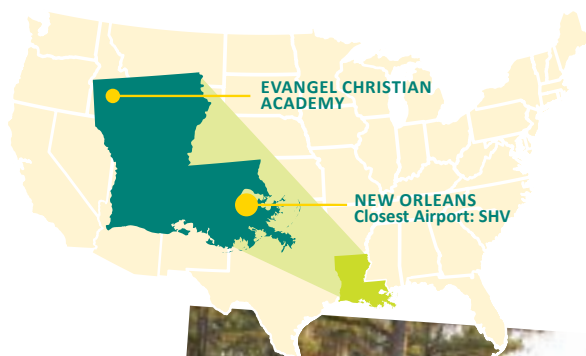 EVANGEL CHRISTIAN
ACADEMY
NEW ORLEANS
Closest Airport: SHV